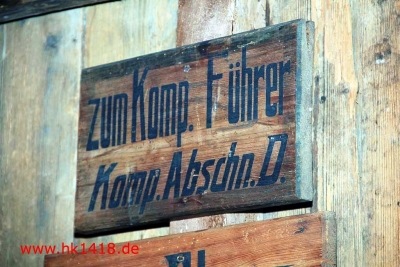 zum Komp. Führer
Komp. Abschn. D.
www.hk1418.de